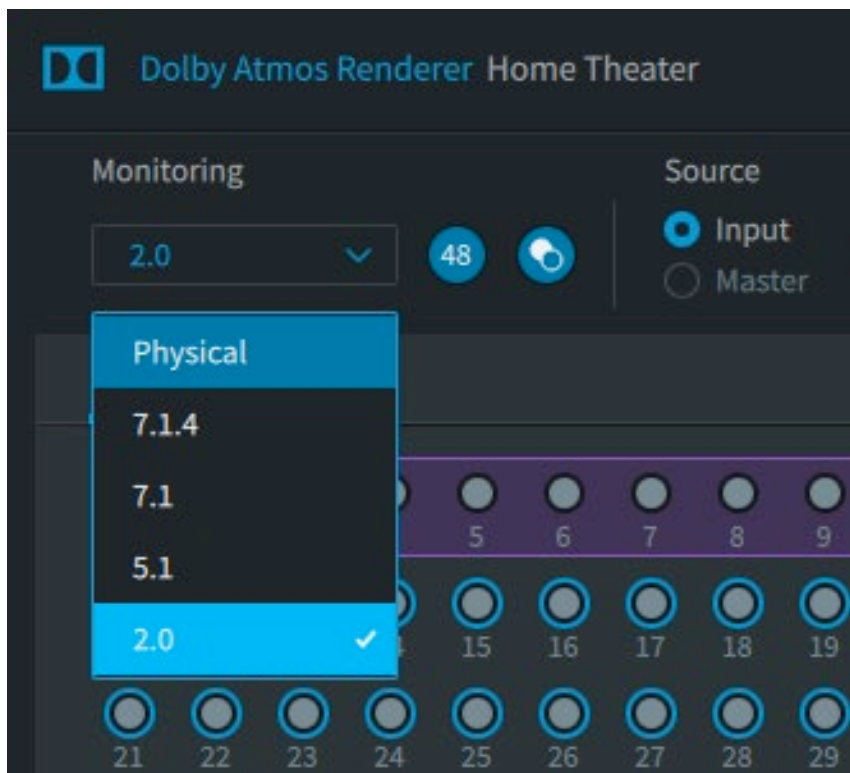 Dolby Atmos Renderer Home Theater
Monitoring
Source
2.0
48
Input
Master
Physical
7.1.4
7.1
5.1
2.0
5 6 7 8 9
15 16 17 18 19
21 22 23 24 25 26 27 28 29